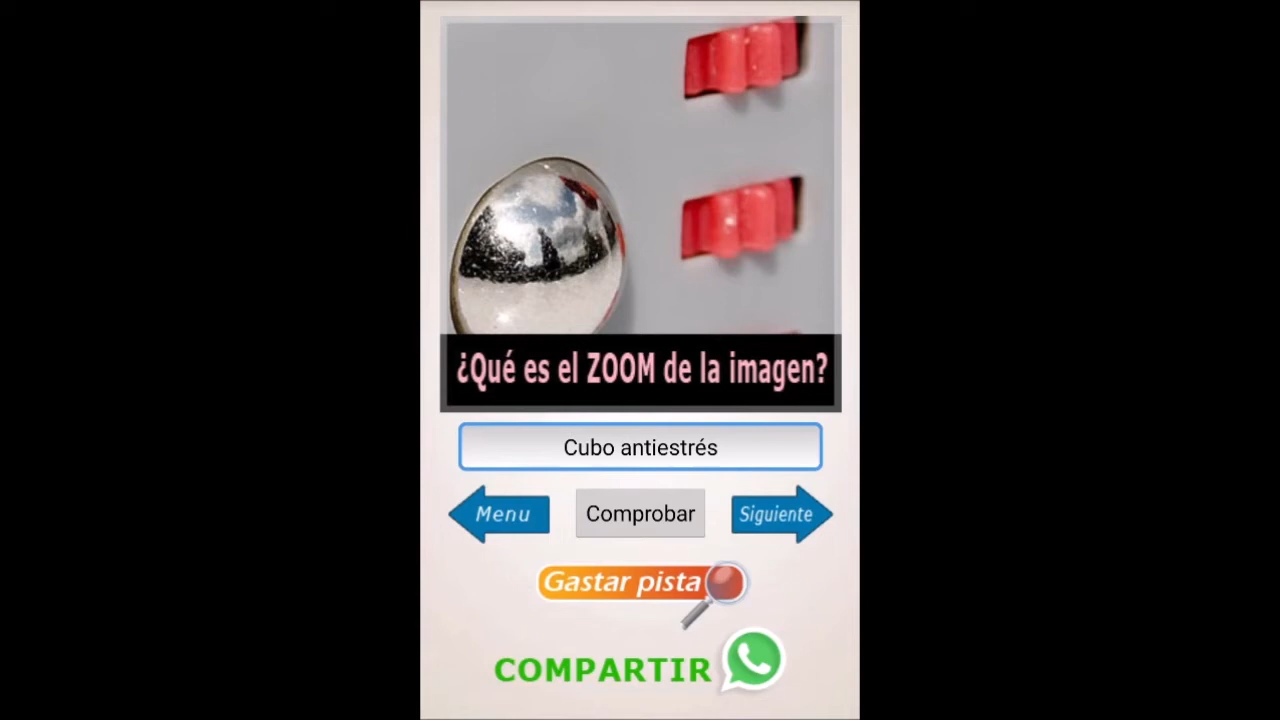 ¿Qué es el ZOOM de la imagen?
Cubo antiestrés
Menu
Comprobar
Siguiente
Gastar pista
COMPARTIR